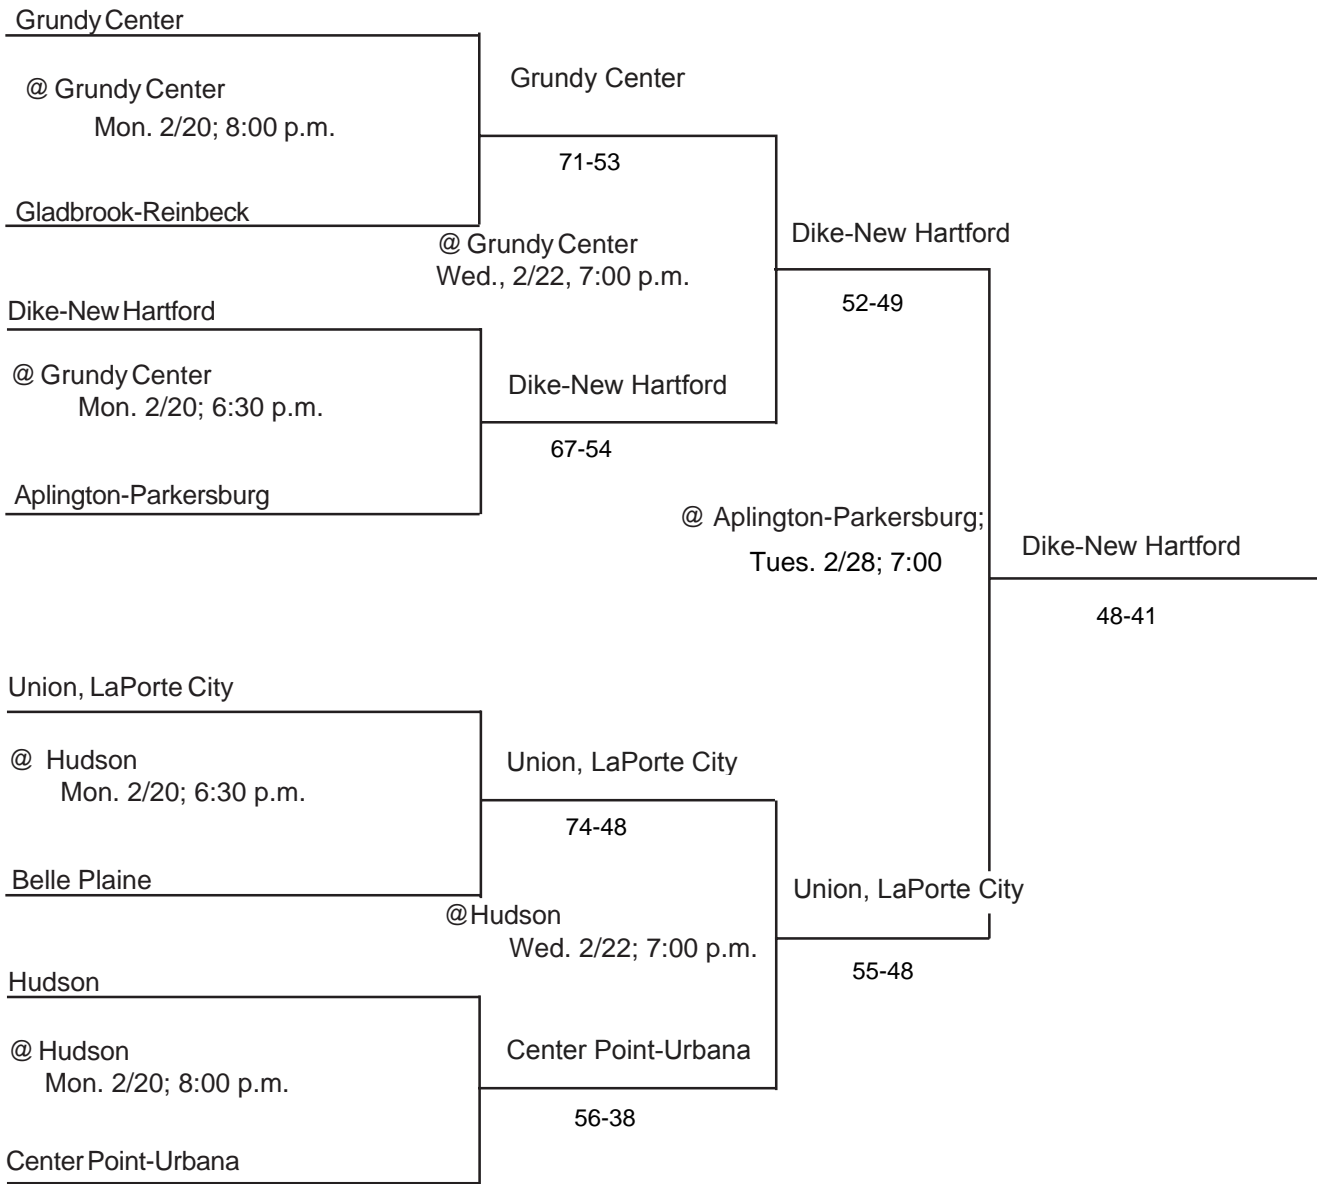 Grundy Center
@ Grundy Center
Mon. 2/20; 8:00 p.m.
Gladbrook-Reinbeck
Grundy Center
71-53
@ Grundy Center
Wed., 2/22, 7:00 p.m.
Dike-New Hartford
52-49
Dike-New Hartford
@ Grundy Center
Mon. 2/20; 6:30 p.m.
Aplington-Parkersburg
Dike-New Hartford
67-54
@ Aplington-Parkersburg;
Tues. 2/28; 7:00
Dike-New Hartford
48-41
Union, LaPorte City
@ Hudson
Mon. 2/20; 6:30 p.m.
Belle Plaine
Union, LaPorte City
74-48
@Hudson
Wed. 2/22; 7:00 p.m.
Union, LaPorte City
55-48
Hudson
@ Hudson
Mon. 2/20; 8:00 p.m.
Center Point-Urbana
Center Point-Urbana
56-38